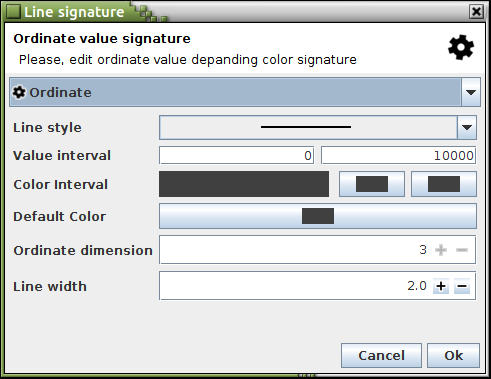 Line signature
Ordinate value signature
Please, edit ordinate value depanding color signature
Ordinate
Line style
Value interval 0 10000
Color Interval
Default Color
Ordinate dimension 3
Line width 2.0
Cancel Ok